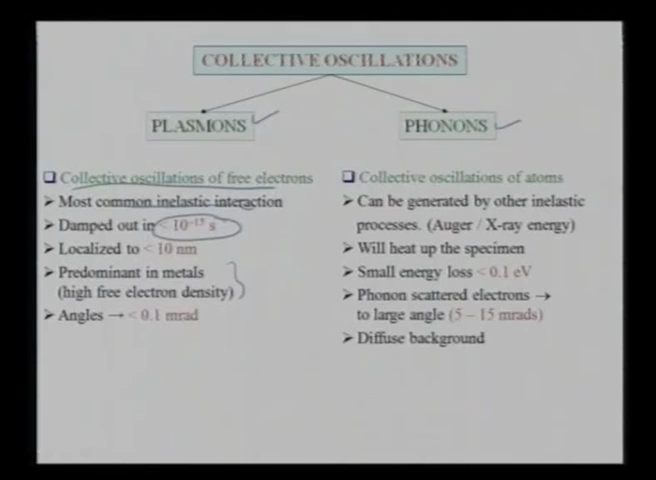 COLLECTIVE OSCILLATIONS
PLASMONS
PHONONS
❑ Collective oscillations of free electrons
➤ Most common inelastic interaction
➤ Damped out in < 10⁻¹⁵ s
➤ Localized to < 10 nm
➤ Predominant in metals
(high free electron density)
➤ Angles → < 0.1 mrad
❑ Collective oscillations of atoms
➤ Can be generated by other inelastic
processes. (Auger / X-ray energy)
➤ Will heat up the specimen
➤ Small energy loss < 0.1 eV
➤ Phonon scattered electrons →
to large angle (5 – 15 mrads)
➤ Diffuse background